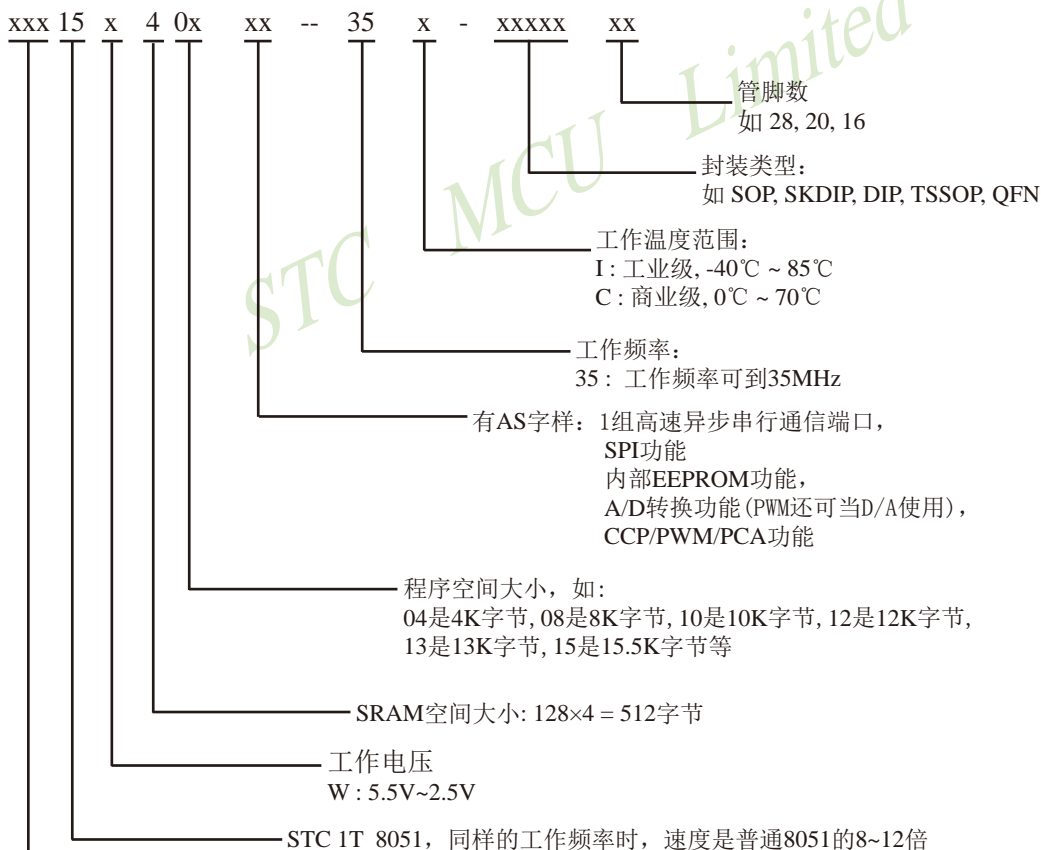 xxx 15 x 4 0x xx -- 35 x - xxxxx xx
STC MCU Limited
管脚数
如 28, 20, 16
封装类型：
如 SOP, SKDIP, DIP, TSSOP, QFN
工作温度范围：
I : 工业级, -40℃ ~ 85℃
C : 商业级, 0℃ ~ 70℃
工作频率：
35 : 工作频率可到35MHz
有AS字样：1组高速异步串行通信端口，
SPI功能
内部EEPROM功能，
A/D转换功能(PWM还可当D/A使用)，
CCP/PWM/PCA功能
程序空间大小，如:
04是4K字节, 08是8K字节, 10是10K字节, 12是12K字节,
13是13K字节, 15是15.5K字节等
SRAM空间大小: 128×4 = 512字节
工作电压
W : 5.5V~2.5V
STC 1T 8051，同样的工作频率时，速度是普通8051的8~12倍